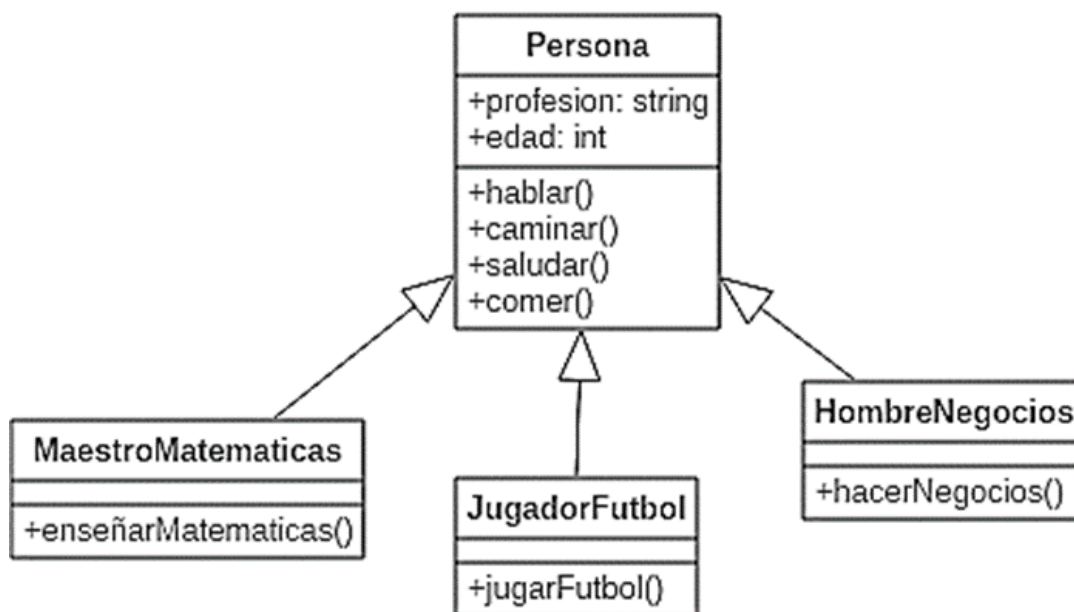 Persona
+profesion: string
+edad: int
+hablar()
+caminar()
+saludar()
+comer()
MaestroMatematicas
+enseñarMatematicas()
JugadorFutbol
+jugarFutbol()
HombreNegocios
+hacerNegocios()